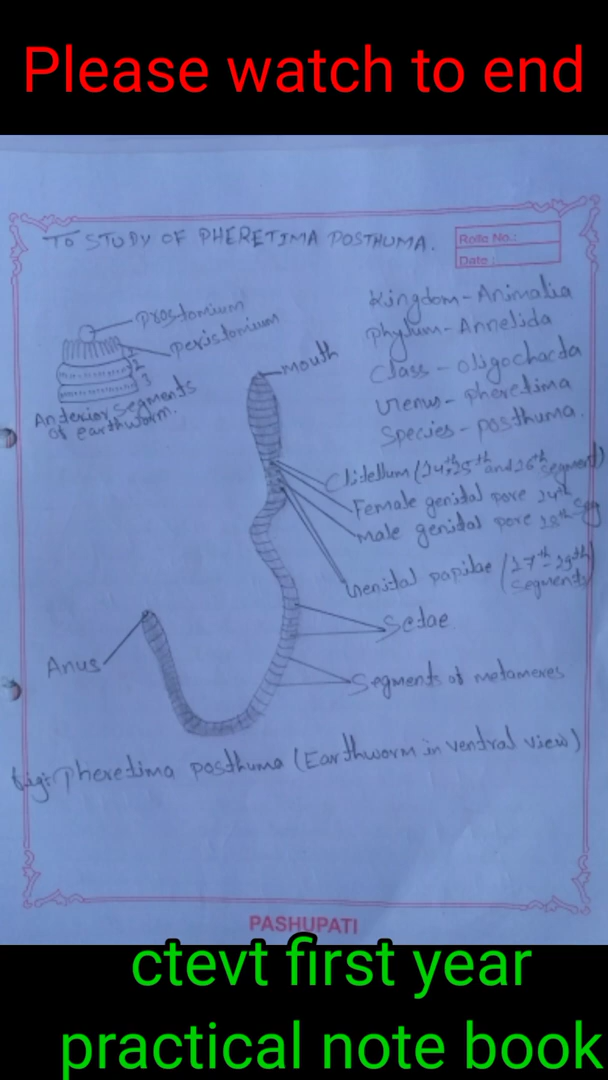 Please watch to end
TO STUDY OF PHERETIMA POSTHUMA.
Rollo No.:
Date :
Prostomium
peristomium
1
2
3
Anterior segments
of earthworm.
Kingdom - Animalia
phylum - Annelida
Class - oligochaeta
Genus - pheretima
Species - posthuma.
mouth
Clitellum (14th 15th and 16th segment)
Female genital pore 14th
Male genital pore 18th seg
Genital papilae (17th-19th
segments)
Setae
Segments of metameres
Anus
fig: Pheretima posthuma (Earthworm in ventral view)
PASHUPATI
ctevt first year
practical note book